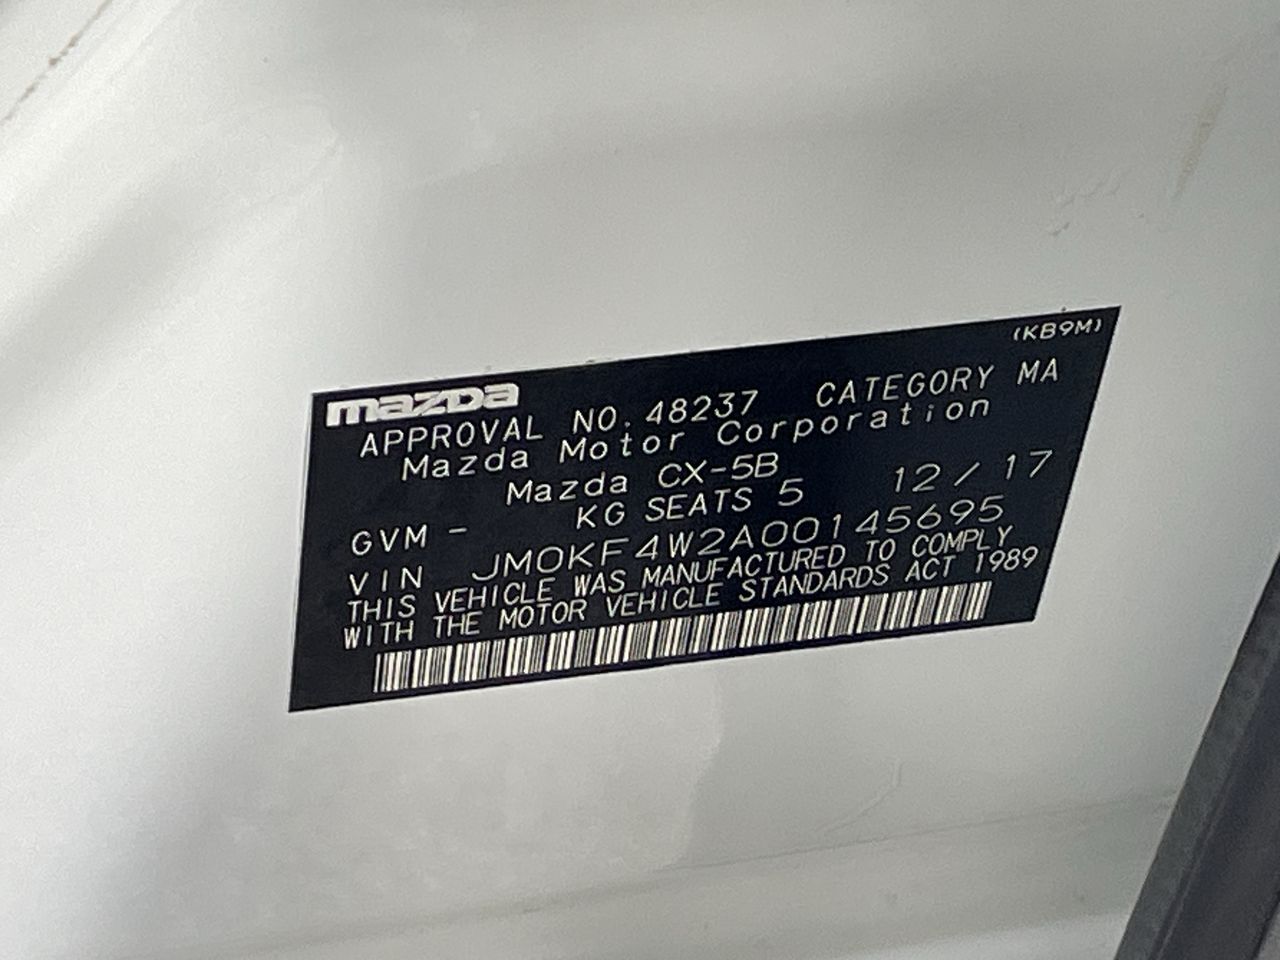 (KB9M)
mazda
APPROVAL NO. 48237 CATEGORY MA
Mazda Motor Corporation
Mazda CX-5B
GVM - KG SEATS 5 12/17
VIN JM0KF4W2A00145695
THIS VEHICLE WAS MANUFACTURED TO COMPLY
WITH THE MOTOR VEHICLE STANDARDS ACT 1989